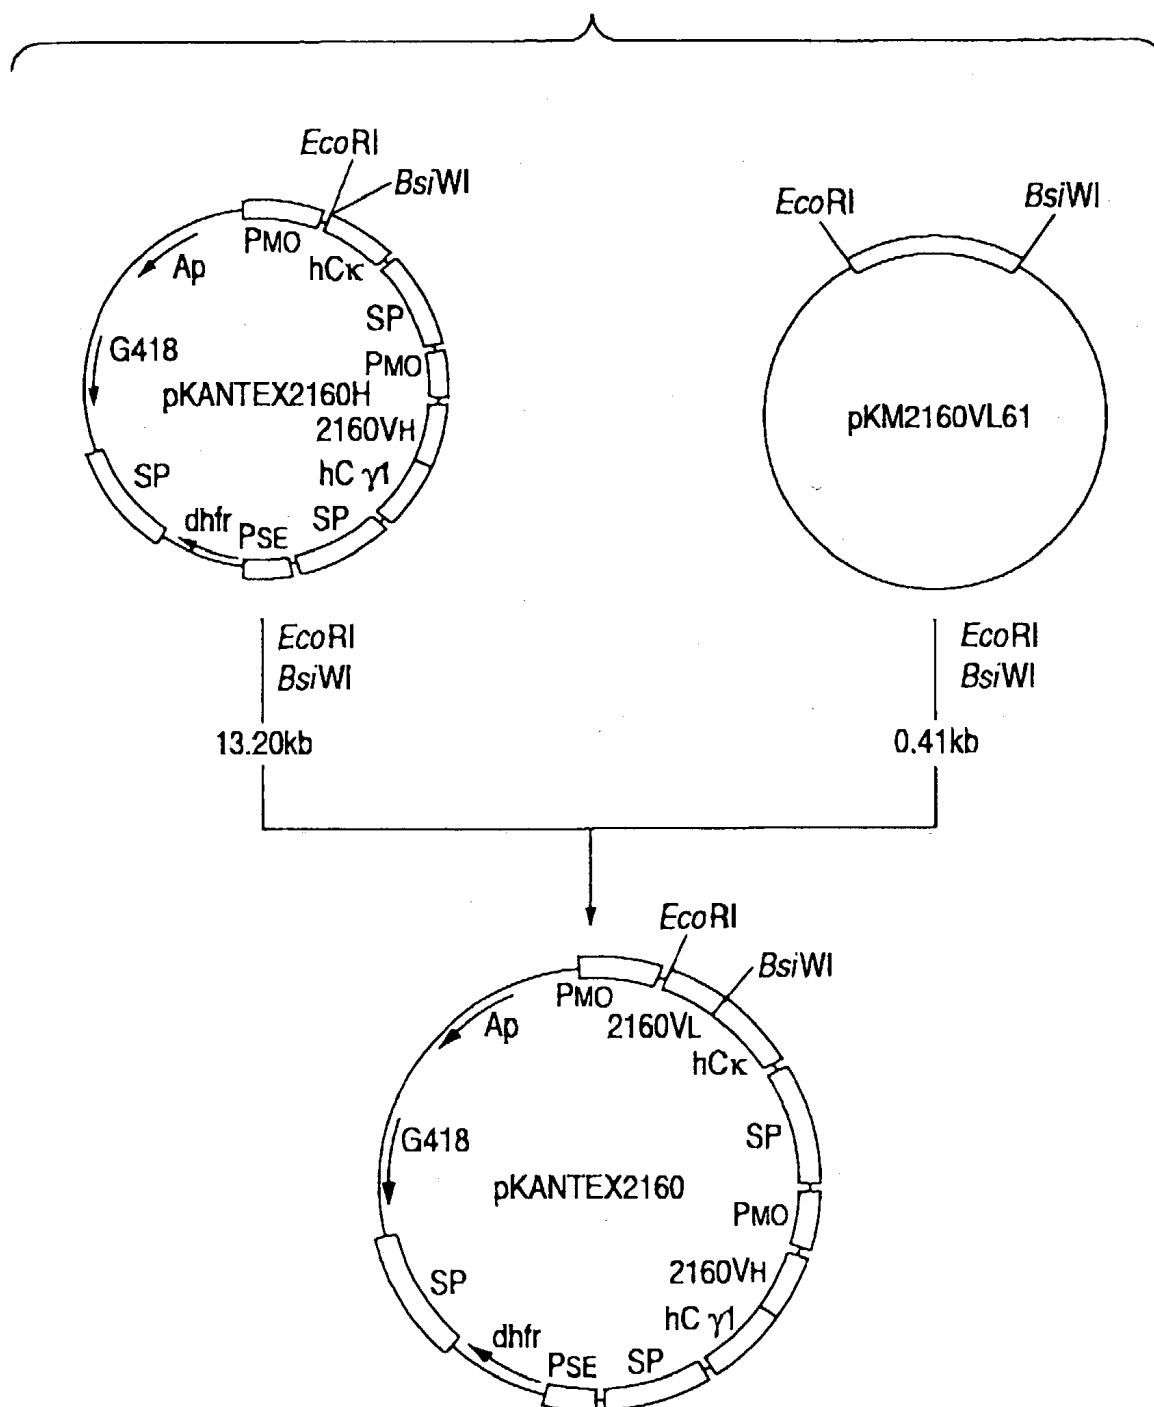 EcoRI
BsiWI
PMO
hCκ
Ap
SP
G418
PMO
pKANTEX2160H
2160VH
hC γ1
SP
SP
dhfr
PSE
EcoRI
BsiWI
pKM2160VL61
EcoRI
BsiWI
13.20kb
EcoRI
BsiWI
0.41kb
EcoRI
BsiWI
PMO
2160VL
Ap
hCκ
SP
G418
pKANTEX2160
PMO
2160VH
hC γ1
SP
SP
dhfr
PSE